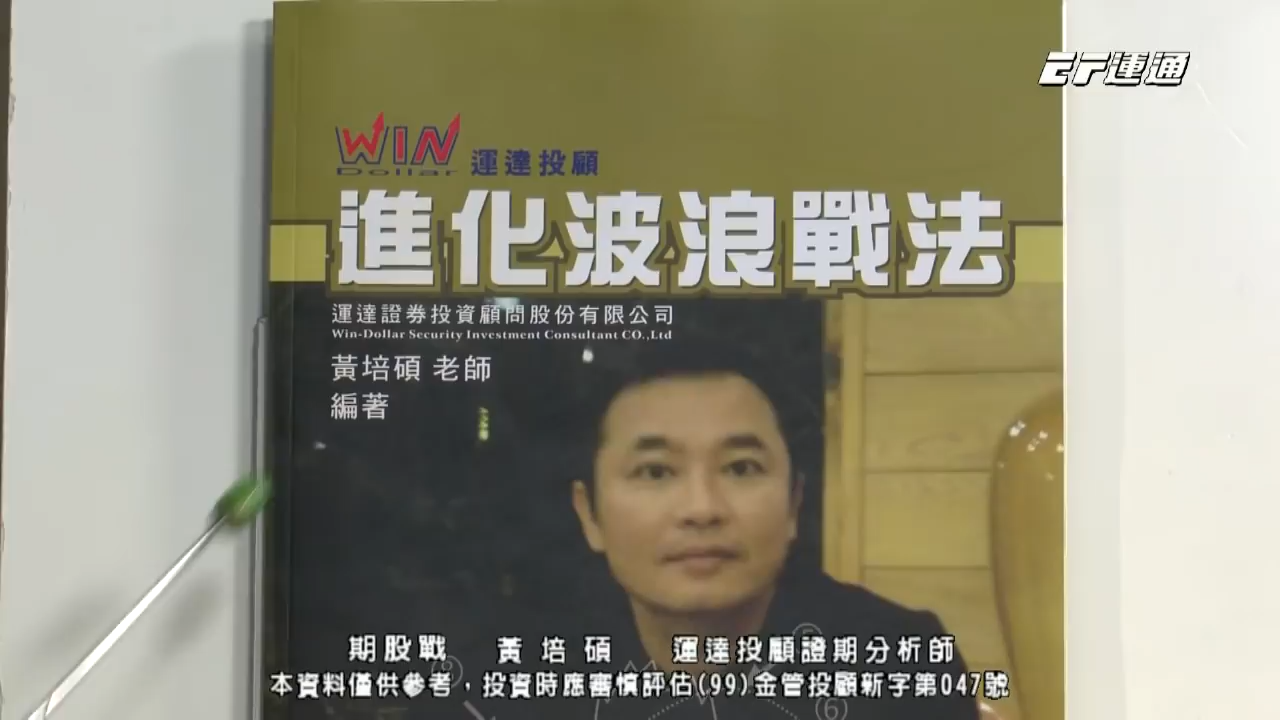 ET運通
WIN
Dollar
運達投顧
進化波浪戰法
運達證券投資顧問股份有限公司
Win-Dollar Security Investment Consultant CO.,Ltd
黃培碩 老師
編著
期股戰 黃培碩 運達投顧證期分析師
⑤
本資料僅供參考，投資時應審慎評估(99)金管投顧新字第047號
⑥